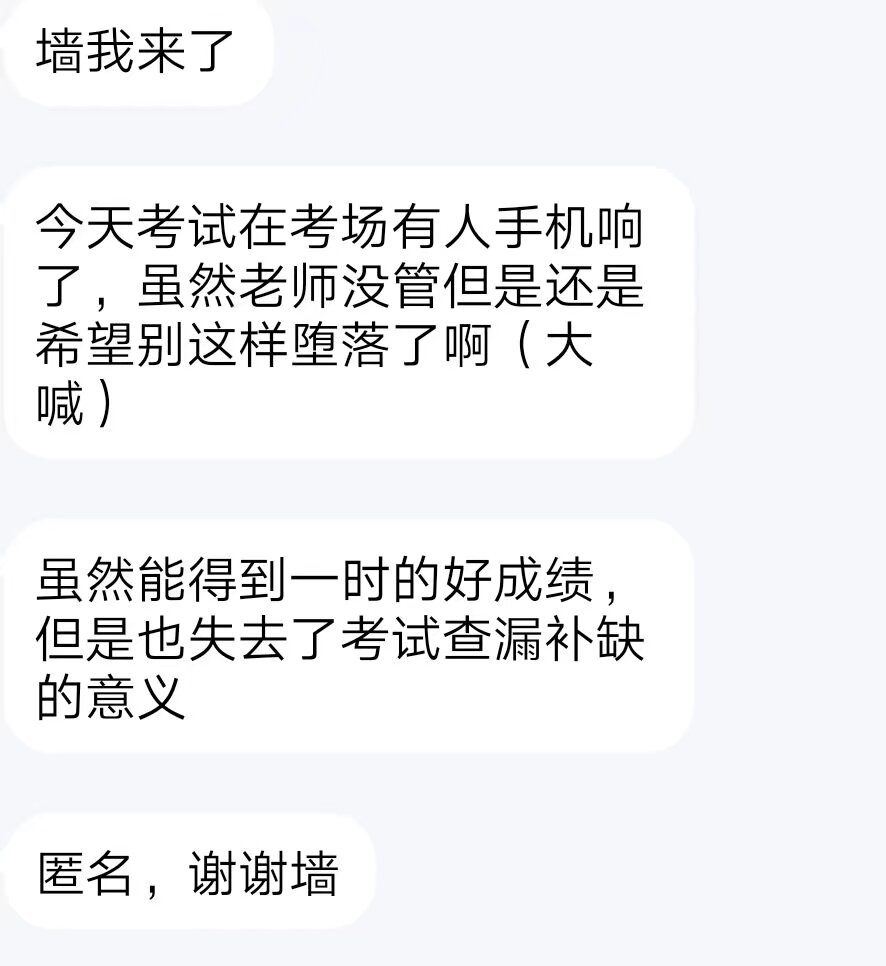 墙我来了
今天考试在考场有人手机响
了，虽然老师没管但是还是
希望别这样堕落了啊（大
喊）
虽然能得到一时的好成绩，
但是也失去了考试查漏补缺
的意义
匿名，谢谢墙